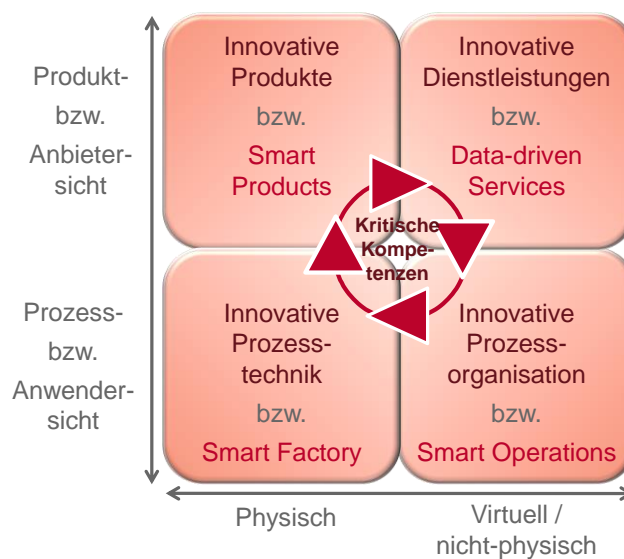 Produkt-
bzw.
Anbieter-
sicht
Innovative
Produkte
bzw.
Smart
Products
Innovative
Dienstleistungen
bzw.
Data-driven
Services
Kritische
Kompe-
tenzen
Prozess-
bzw.
Anwender-
sicht
Innovative
Prozess-
technik
bzw.
Smart Factory
Innovative
Prozess-
organisation
bzw.
Smart Operations
Physisch
Virtuell /
nicht-physisch